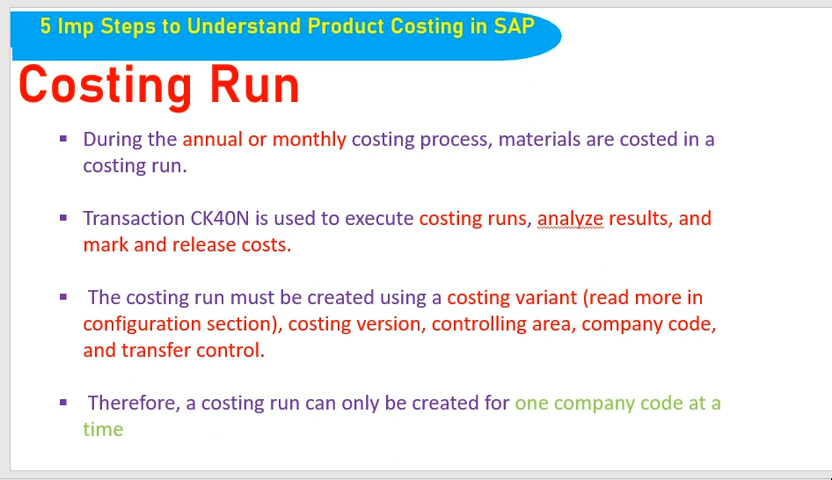 5 Imp Steps to Understand Product Costing in SAP
Costing Run
▪ During the annual or monthly costing process, materials are costed in a
costing run.
▪ Transaction CK40N is used to execute costing runs, analyze results, and
mark and release costs.
▪ The costing run must be created using a costing variant (read more in
configuration section), costing version, controlling area, company code,
and transfer control.
▪ Therefore, a costing run can only be created for one company code at a
time